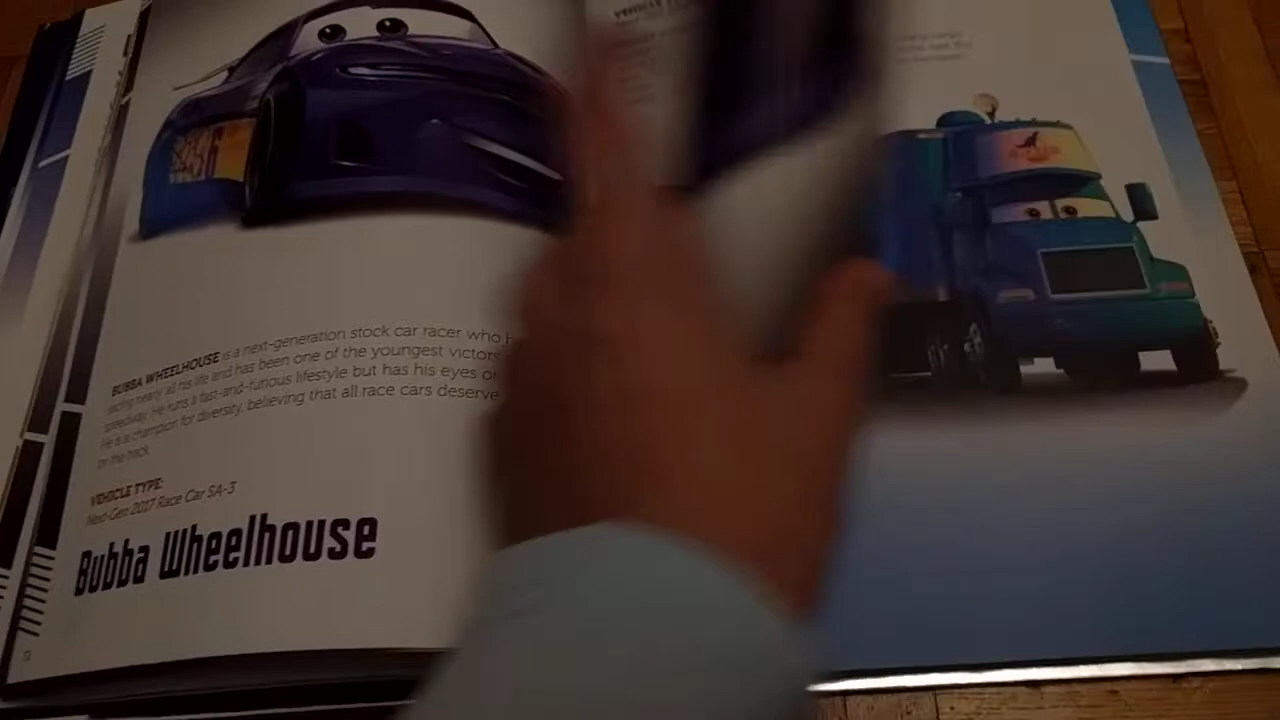 BUBBA WHEELHOUSE is a next-generation stock car racer who
racing nearly all his life and has been one of the youngest victors
speedway. He runs a fast-and-furious lifestyle but has his eyes
He is a champion for diversity, believing that all race cars deserve
on the track.
VEHICLE TYPE:
Next-Gen 2017 Race Car SA-3
Bubba Wheelhouse